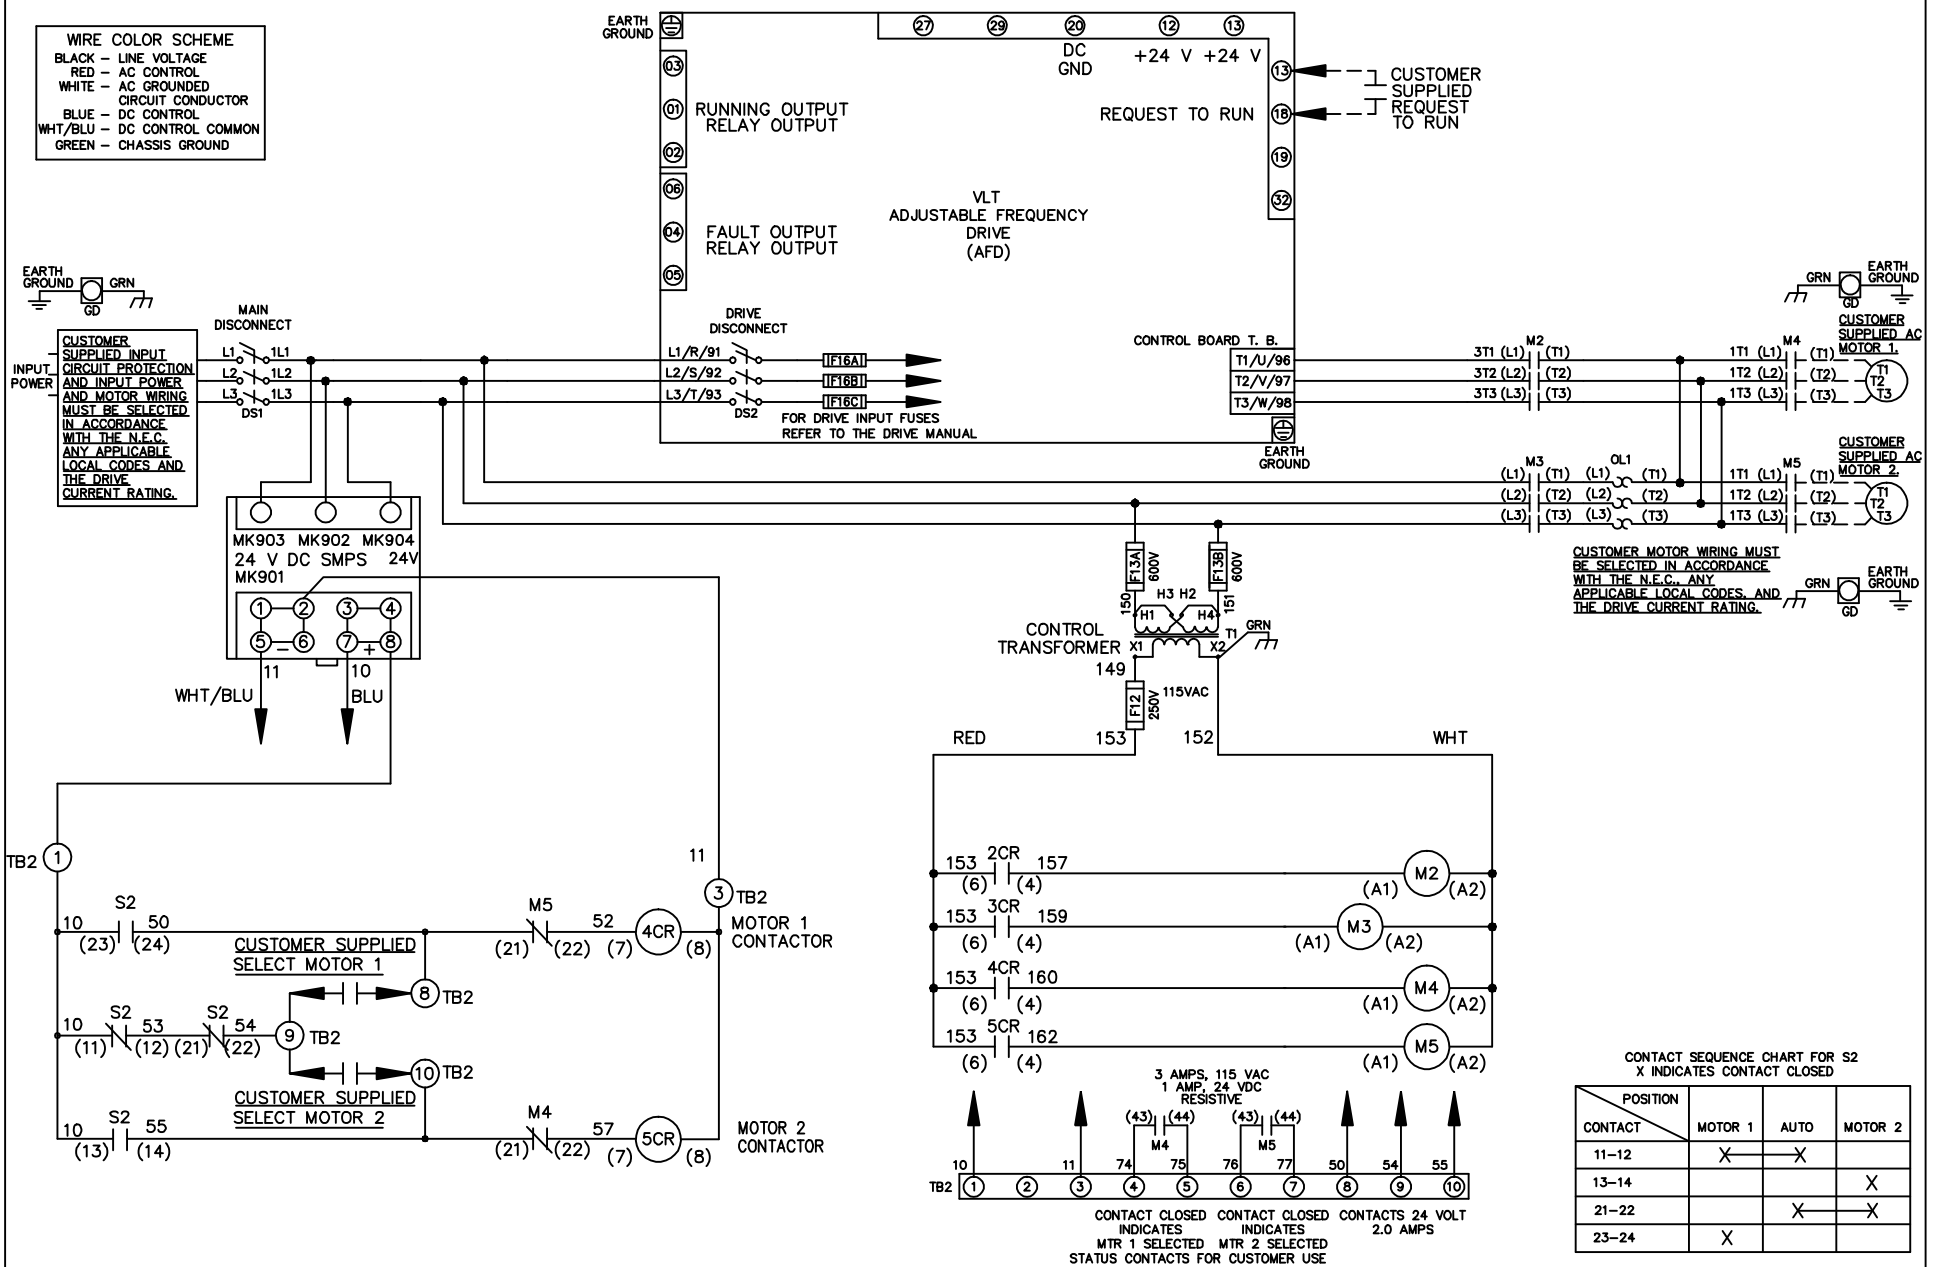 WIRE COLOR SCHEME
BLACK – LINE VOLTAGE
RED – AC CONTROL
WHITE – AC GROUNDED
CIRCUIT CONDUCTOR
BLUE – DC CONTROL
WHT/BLU – DC CONTROL COMMON
GREEN – CHASSIS GROUND
EARTH
GROUND
27 29 20 12 13
DC
GND
+24 V +24 V
03
01
02
RUNNING OUTPUT
RELAY OUTPUT
06
04
05
FAULT OUTPUT
RELAY OUTPUT
13
18
19
32
REQUEST TO RUN
CUSTOMER
SUPPLIED
REQUEST
TO RUN
VLT
ADJUSTABLE FREQUENCY
DRIVE
(AFD)
EARTH
GROUND
GRN
GD
INPUT
POWER
CUSTOMER
SUPPLIED INPUT
CIRCUIT PROTECTION
AND INPUT POWER
AND MOTOR WIRING
MUST BE SELECTED
IN ACCORDANCE
WITH THE N.E.C.
ANY APPLICABLE
LOCAL CODES AND
THE DRIVE
CURRENT RATING.
MAIN
DISCONNECT
L1 1L1
L2 1L2
L3 1L3
DS1
DRIVE
DISCONNECT
L1/R/91 F16A
L2/S/92 F16B
L3/T/93 F16C
DS2
FOR DRIVE INPUT FUSES
REFER TO THE DRIVE MANUAL
CONTROL BOARD T. B.
T1/U/96
T2/V/97
T3/W/98
EARTH
GROUND
M2
3T1 (L1) (T1)
3T2 (L2) (T2)
3T3 (L3) (T3)
M4
1T1 (L1) (T1)
1T2 (L2) (T2)
1T3 (L3) (T3)
T1
T2
T3
GRN
EARTH
GROUND
GD
CUSTOMER
SUPPLIED AC
MOTOR 1.
M3 OL1
(L1) (T1) (L1) (T1)
(L2) (T2) (L2) (T2)
(L3) (T3) (L3) (T3)
M5
1T1 (L1) (T1)
1T2 (L2) (T2)
1T3 (L3) (T3)
T1
T2
T3
CUSTOMER
SUPPLIED AC
MOTOR 2.
CUSTOMER MOTOR WIRING MUST
BE SELECTED IN ACCORDANCE
WITH THE N.E.C., ANY
APPLICABLE LOCAL CODES, AND
THE DRIVE CURRENT RATING.
GRN
EARTH
GROUND
GD
MK903 MK902 MK904
24 V DC SMPS 24V
MK901
1 2 3 4
5 – 6 7 + 8
11 10
WHT/BLU BLU
F13A 600V F13B 600V
150 151
H3 H2
H1 H4
CONTROL
TRANSFORMER
X1 X2
T1
GRN
149
F12 250V
115VAC
153 152
RED WHT
TB2 1
11
3 TB2
S2
10 50
(23) (24)
M5
(21) (22)
52
(7) 4CR (8)
MOTOR 1
CONTACTOR
CUSTOMER SUPPLIED
SELECT MOTOR 1
8 TB2
S2 S2
10 53 54
(11) (12) (21) (22)
9 TB2
10 TB2
CUSTOMER SUPPLIED
SELECT MOTOR 2
S2
10 55
(13) (14)
M4
(21) (22)
57
(7) 5CR (8)
MOTOR 2
CONTACTOR
2CR
153 157
(6) (4)
(A1) M2 (A2)
3CR
153 159
(6) (4)
(A1) M3 (A2)
4CR
153 160
(6) (4)
(A1) M4 (A2)
5CR
153 162
(6) (4)
(A1) M5 (A2)
3 AMPS, 115 VAC
1 AMP, 24 VDC
RESISTIVE
(43) (44) (43) (44)
M4 M5
10 11 74 75 76 77 50 54 55
TB2 1 2 3 4 5 6 7 8 9 10
CONTACT CLOSED
INDICATES
MTR 1 SELECTED
CONTACT CLOSED
INDICATES
MTR 2 SELECTED
CONTACTS 24 VOLT
2.0 AMPS
STATUS CONTACTS FOR CUSTOMER USE
CONTACT SEQUENCE CHART FOR S2
X INDICATES CONTACT CLOSED
POSITION
CONTACT MOTOR 1 AUTO MOTOR 2
11–12 X X
13–14 X
21–22 X X
23–24 X